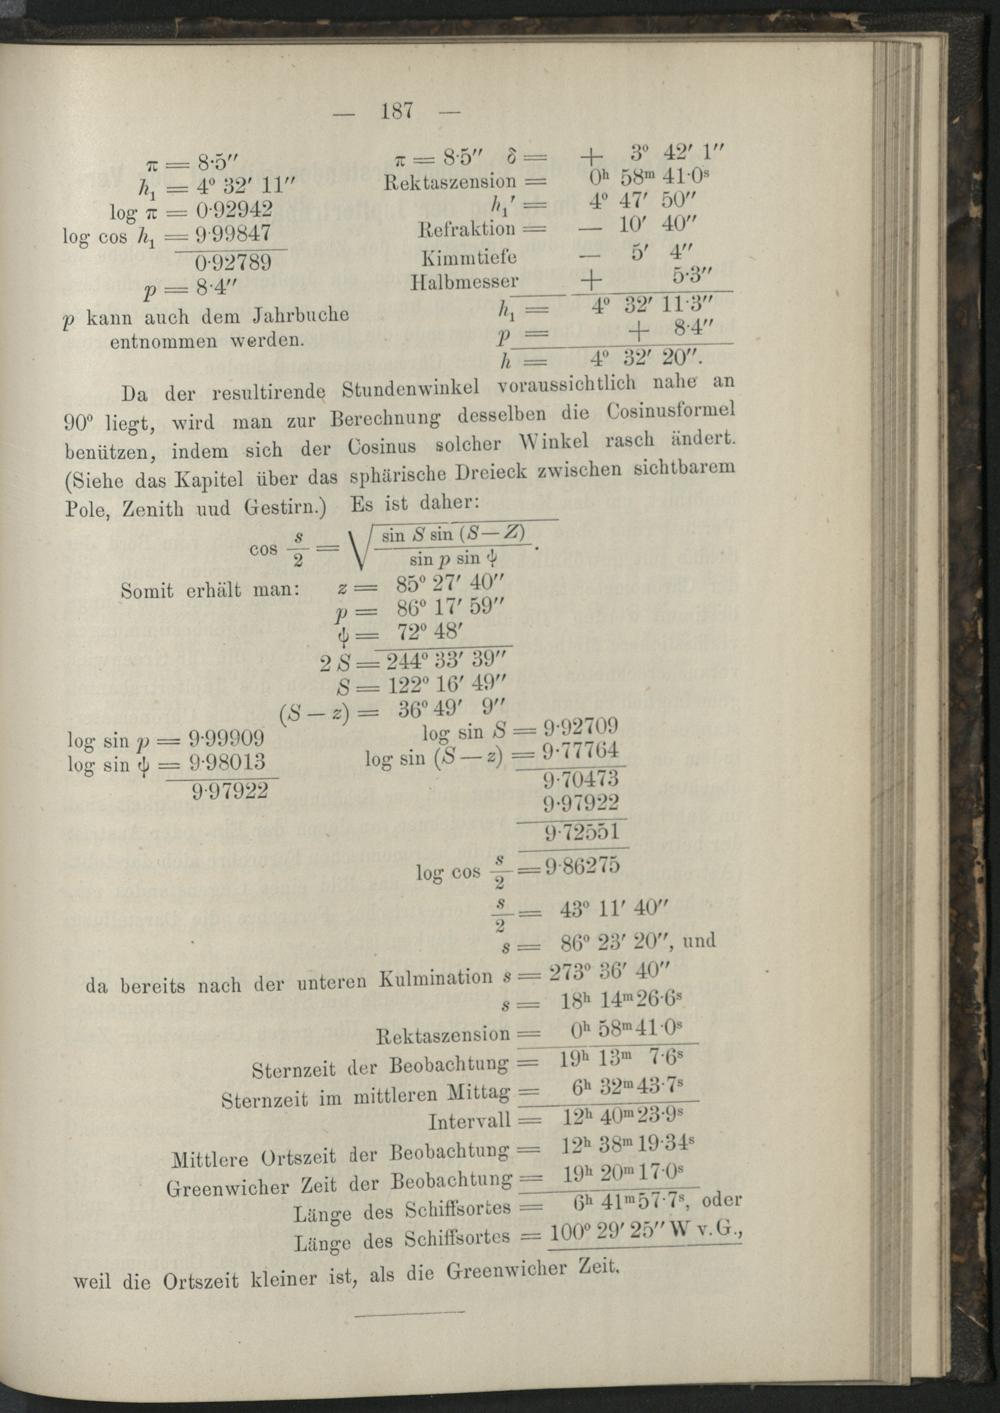 — 187 —
π = 8·5″
h₁ = 4° 32′ 11″
log π = 0·92942
log cos h₁ = 9·99847
0·92789
p = 8·4″
p kann auch dem Jahrbuche
entnommen werden.
π = 8·5″ δ = + 3° 42′ 1″
Rektaszension = 0ʰ 58ᵐ 41·0ˢ
h₁′ = 4° 47′ 50″
Refraktion = — 10′ 40″
Kimmtiefe — 5′ 4″
Halbmesser + 5·3″
h₁ = 4° 32′ 11·3″
p = + 8·4″
h = 4° 32′ 20″.
Da der resultirende Stundenwinkel voraussichtlich nahe an
90° liegt, wird man zur Berechnung desselben die Cosinusformel
benützen, indem sich der Cosinus solcher Winkel rasch ändert.
(Siehe das Kapitel über das sphärische Dreieck zwischen sichtbarem
Pole, Zenith uud Gestirn.) Es ist daher:
cos s/2 = √(sin S sin (S—Z) / sin p sin ψ).
Somit erhält man: z = 85° 27′ 40″
p = 86° 17′ 59″
ψ = 72° 48′
2 S = 244° 33′ 39″
S = 122° 16′ 49″
(S — z) = 36° 49′ 9″
log sin p = 9·99909
log sin ψ = 9·98013
9·97922
log sin S = 9·92709
log sin (S — z) = 9·77764
9·70473
9·97922
9·72551
log cos s/2 = 9·86275
s/2 = 43° 11′ 40″
s = 86° 23′ 20″, und
da bereits nach der unteren Kulmination s = 273° 36′ 40″
s = 18ʰ 14ᵐ 26·6ˢ
Rektaszension = 0ʰ 58ᵐ 41·0ˢ
Sternzeit der Beobachtung = 19ʰ 13ᵐ 7·6ˢ
Sternzeit im mittleren Mittag = 6ʰ 32ᵐ 43·7ˢ
Intervall = 12ʰ 40ᵐ 23·9ˢ
Mittlere Ortszeit der Beobachtung = 12ʰ 38ᵐ 19·34ˢ
Greenwicher Zeit der Beobachtung = 19ʰ 20ᵐ 17·0ˢ
Länge des Schiffsortes = 6ʰ 41ᵐ 57·7ˢ, oder
Länge des Schiffsortes = 100° 29′ 25″ W v. G.,
weil die Ortszeit kleiner ist, als die Greenwicher Zeit.